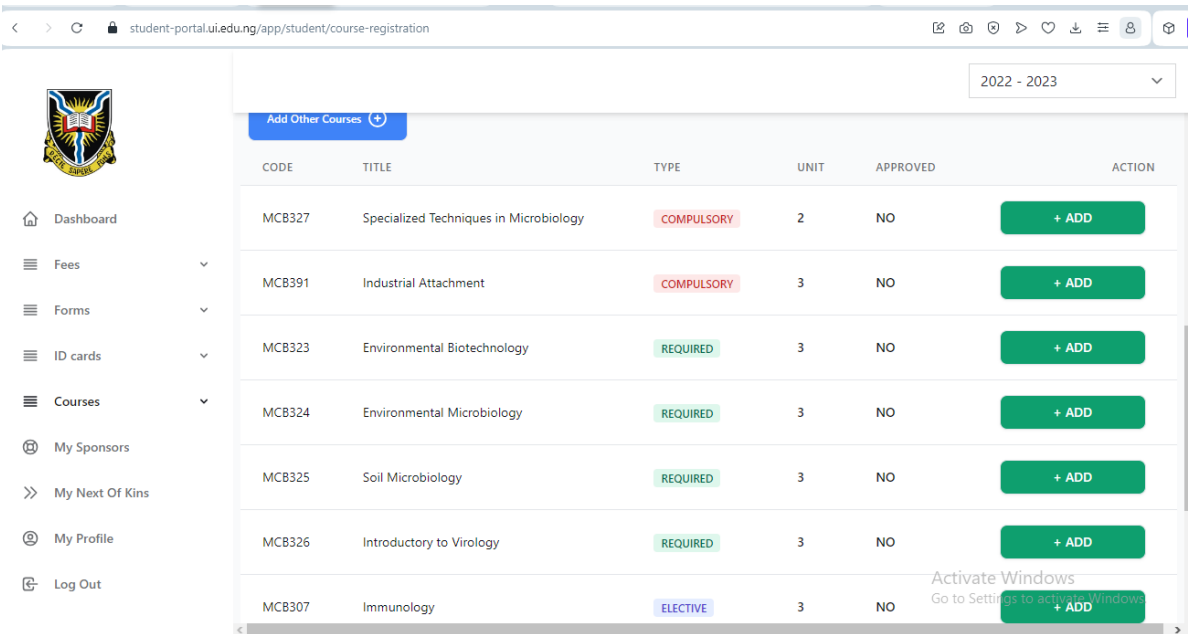 student-portal.ui.edu.ng/app/student/course-registration
2022 - 2023
Add Other Courses
CODE TITLE TYPE UNIT APPROVED ACTION
MCB327 Specialized Techniques in Microbiology COMPULSORY 2 NO + ADD
MCB391 Industrial Attachment COMPULSORY 3 NO + ADD
MCB323 Environmental Biotechnology REQUIRED 3 NO + ADD
MCB324 Environmental Microbiology REQUIRED 3 NO + ADD
MCB325 Soil Microbiology REQUIRED 3 NO + ADD
MCB326 Introductory to Virology REQUIRED 3 NO + ADD
MCB307 Immunology ELECTIVE 3 NO + ADD
RECTE SAPERE FONS
Dashboard
Fees
Forms
ID cards
Courses
My Sponsors
My Next Of Kins
My Profile
Log Out
Activate Windows
Go to Settings to activate Windows